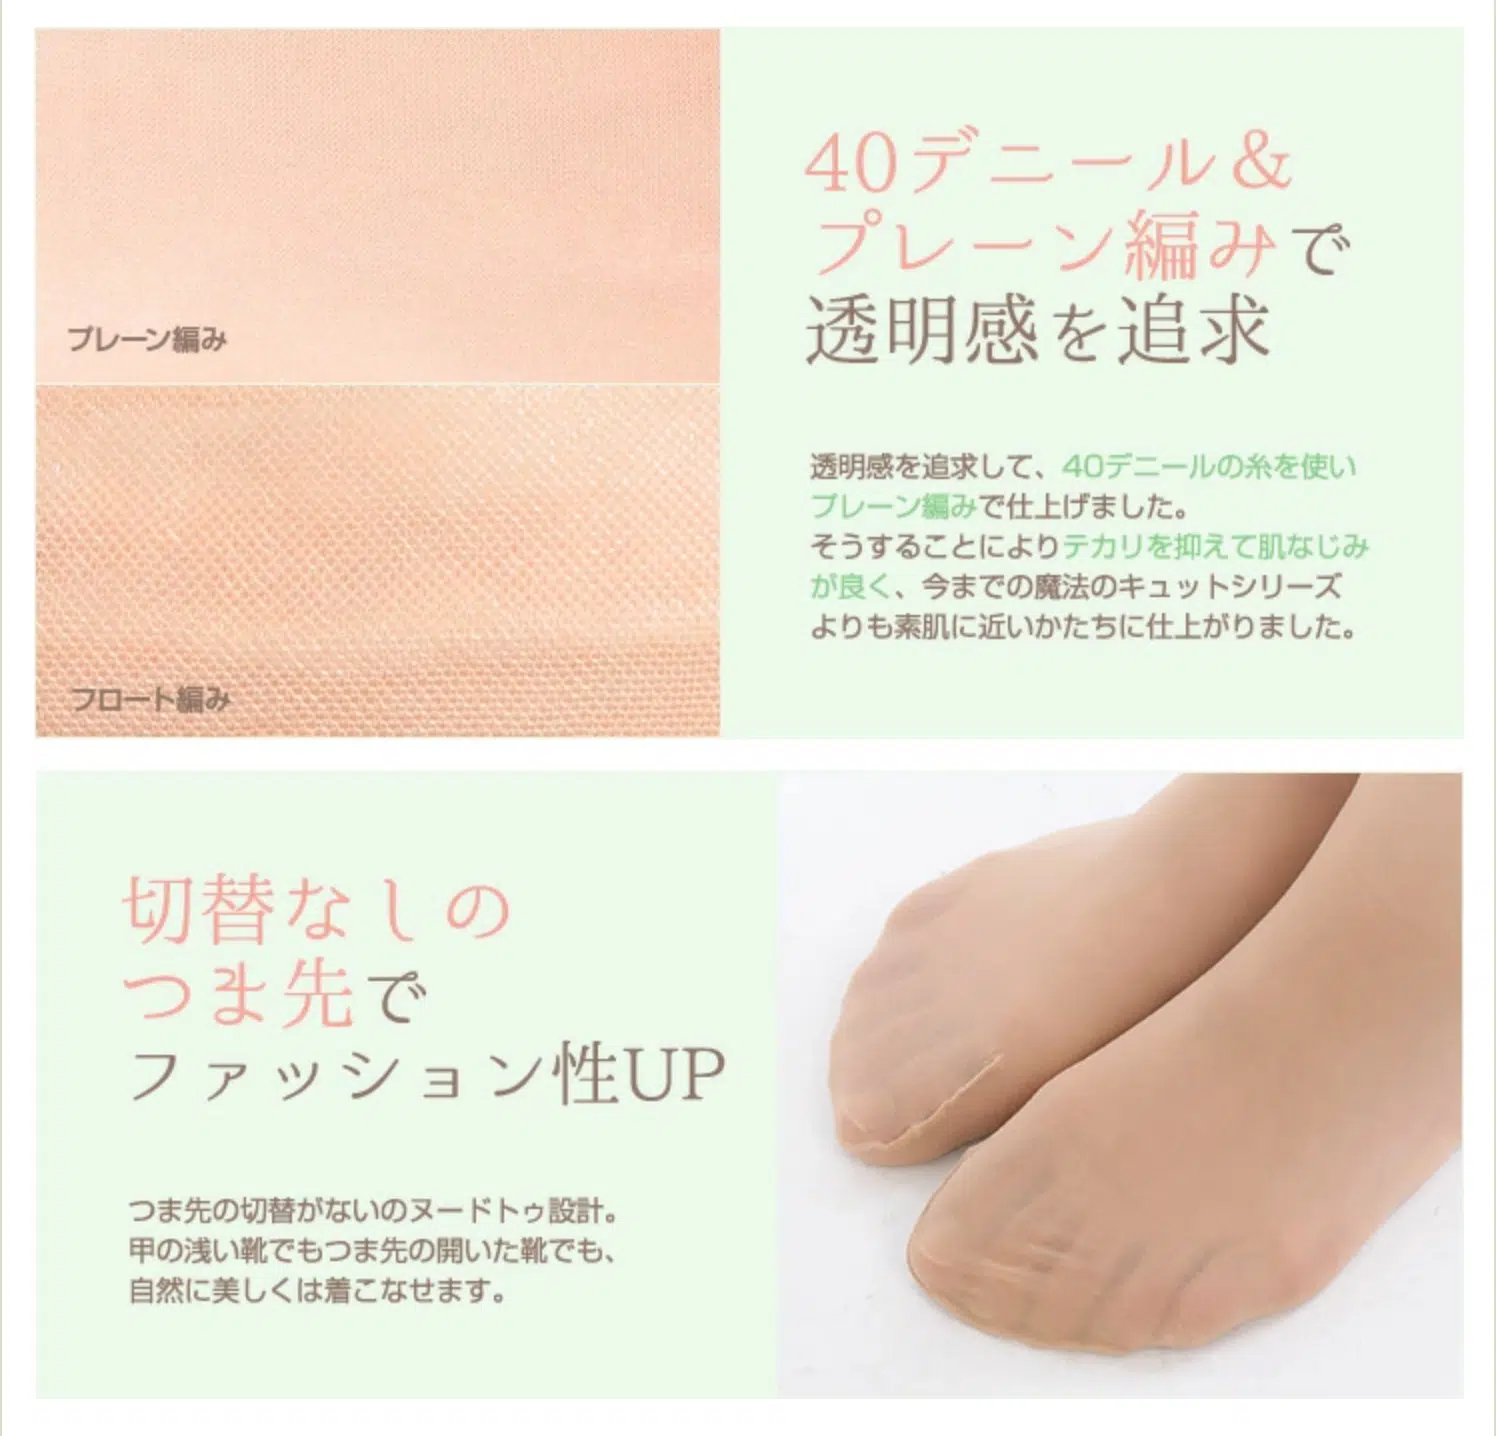 プレーン編み
フロート編み
40デニール&
プレーン編みで
透明感を追求
透明感を追求して、40デニールの糸を使い
プレーン編みで仕上げました。
そうすることによりテカリを抑えて肌なじみ
が良く、今までの魔法のキュットシリーズ
よりも素肌に近いかたちに仕上がりました。
切替なしの
つま先で
ファッション性UP
つま先の切替がないのヌードトゥ設計。
甲の浅い靴でもつま先の開いた靴でも、
自然に美しくは着こなせます。